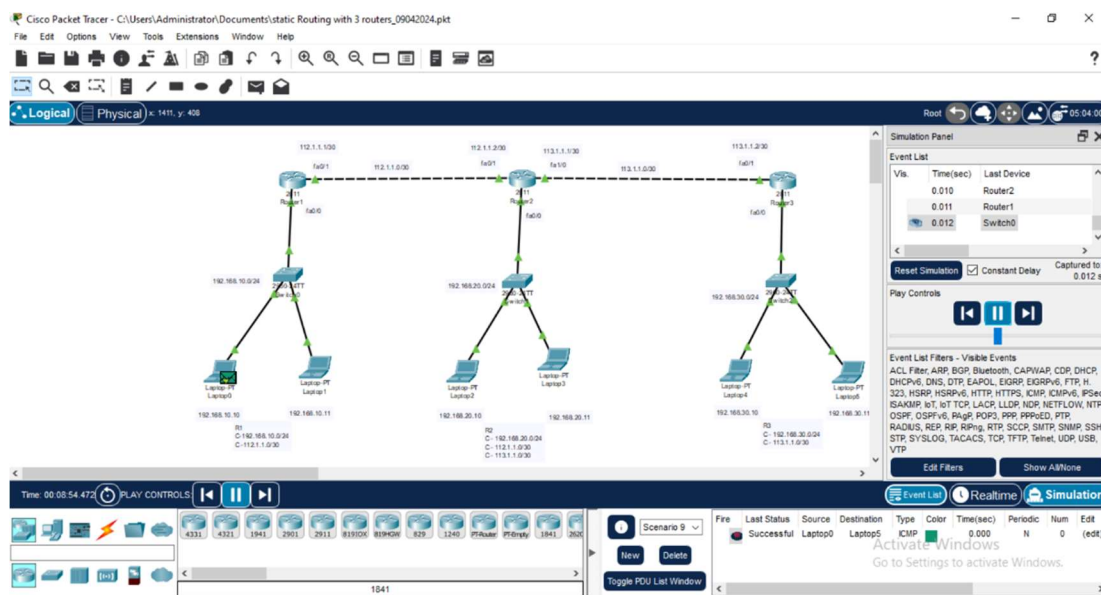 Cisco Packet Tracer - C:\Users\Administrator\Documents\static Routing with 3 routers_09042024.pkt
File Edit Options View Tools Extensions Window Help
Logical Physical x: 1411, y: 408
Root 05:04:00
112.1.1.1/30
112.1.1.2/30
113.1.1.1/30
113.1.1.2/30
fa0/1
112.1.1.0/30
fa0/1
fa1/0
113.1.1.0/30
fa0/1
Router1
Router2
Router3
fa0/0
fa0/0
fa0/0
192.168.10.0/24
192.168.20.0/24
192.168.30.0/24
Laptop-PT
Laptop0
Laptop-PT
Laptop1
Laptop-PT
Laptop2
Laptop-PT
Laptop3
Laptop-PT
Laptop4
Laptop-PT
Laptop5
192.168.10.10
192.168.10.11
192.168.20.10
192.168.20.11
192.168.30.10
192.168.30.11
R1
C-192.168.10.0/24
C-112.1.1.0/30
R2
C- 192.168.20.0/24
C- 112.1.1.0/30
C- 113.1.1.0/30
R3
C- 192.168.30.0/24
C- 113.1.1.0/30
Simulation Panel
Event List
Vis. Time(sec) Last Device
0.010 Router2
0.011 Router1
0.012 Switch0
Reset Simulation Constant Delay Captured to:
0.012 s
Play Controls
Event List Filters - Visible Events
ACL Filter, ARP, BGP, Bluetooth, CAPWAP, CDP, DHCP,
DHCPv6, DNS, DTP, EAPOL, EIGRP, EIGRPv6, FTP, H.
323, HSRP, HSRPv6, HTTP, HTTPS, ICMP, ICMPv6, IPSec,
ISAKMP, IoT, IoT TCP, LACP, LLDP, NDP, NETFLOW, NTP,
OSPF, OSPFv6, PAgP, POP3, PPP, PPPoED, PTP,
RADIUS, REP, RIP, RIPng, RTP, SCCP, SMTP, SNMP, SSH,
STP, SYSLOG, TACACS, TCP, TFTP, Telnet, UDP, USB,
VTP
Edit Filters Show All/None
Time: 00:08:54.472 PLAY CONTROLS:
Event List Realtime Simulation
4331 4321 1941 2901 2911 819IOX 819HGW 829 1240 PT-Router PT-Empty 1841 2620
1841
Scenario 9
New Delete
Toggle PDU List Window
Fire Last Status Source Destination Type Color Time(sec) Periodic Num Edit
Successful Laptop0 Laptop5 ICMP 0.000 N 0 (edit)
Activate Windows
Go to Settings to activate Windows.